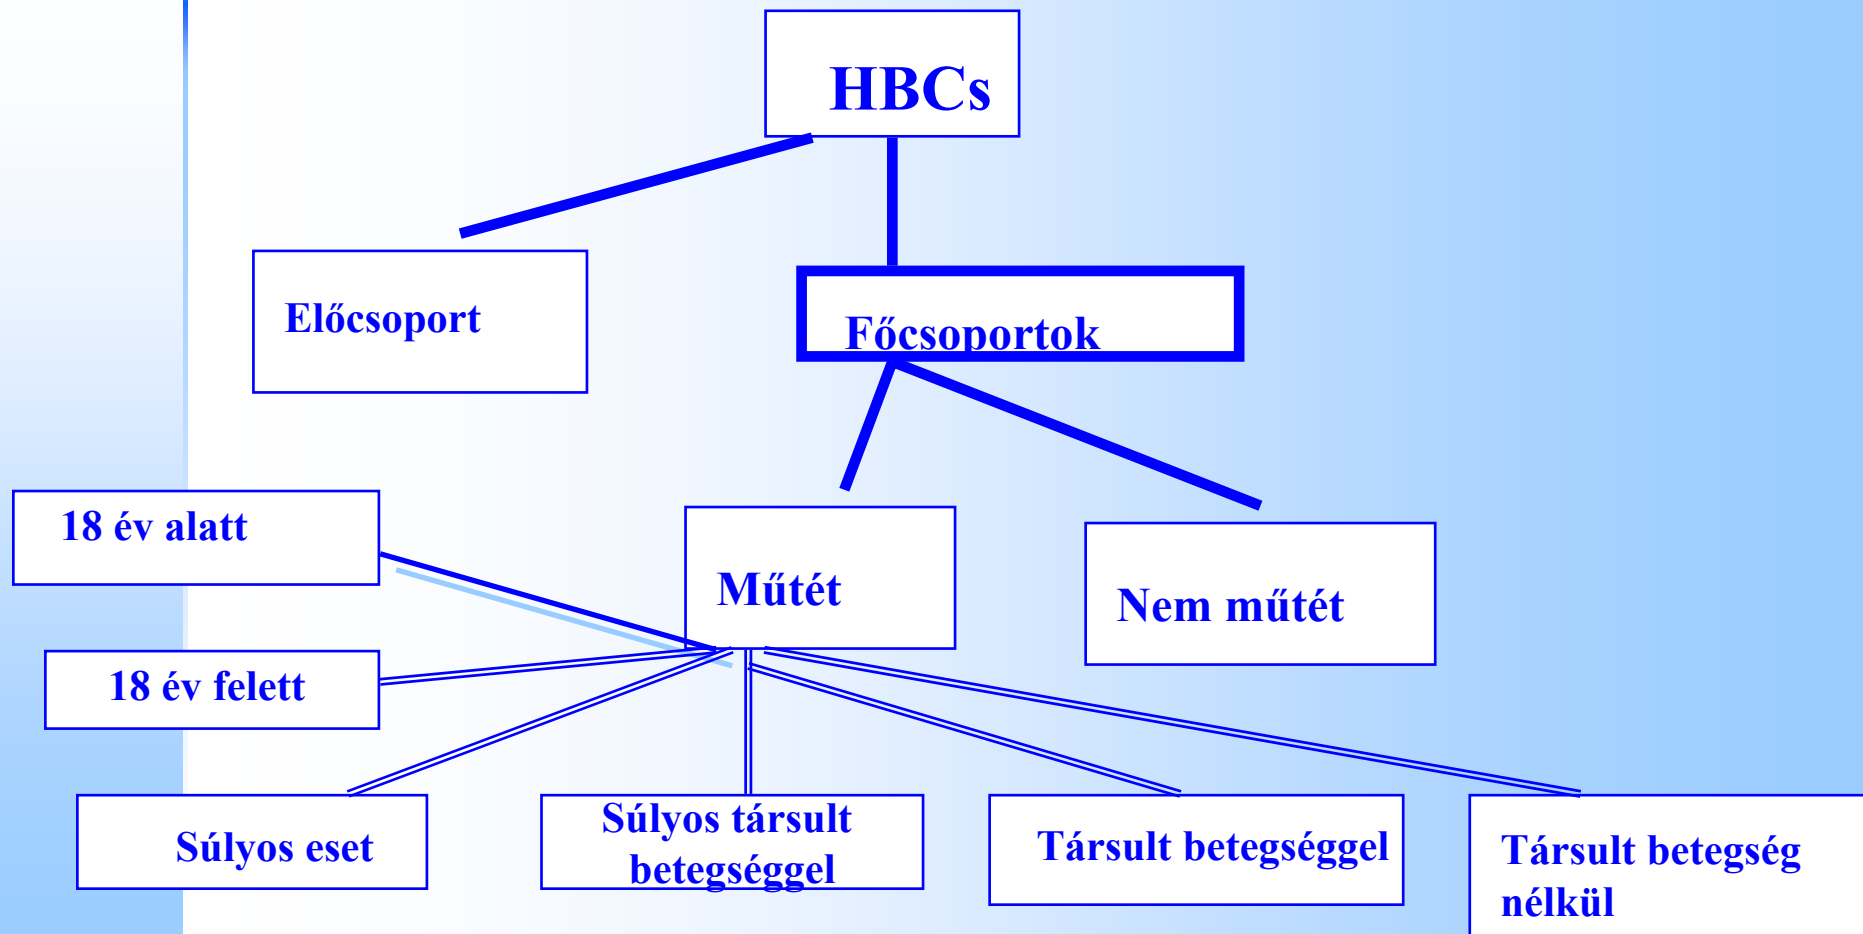 HBCs
Előcsoport
Főcsoportok
18 év alatt
Műtét
Nem műtét
18 év felett
Súlyos eset
Súlyos társult
betegséggel
Társult betegséggel
Társult betegség
nélkül